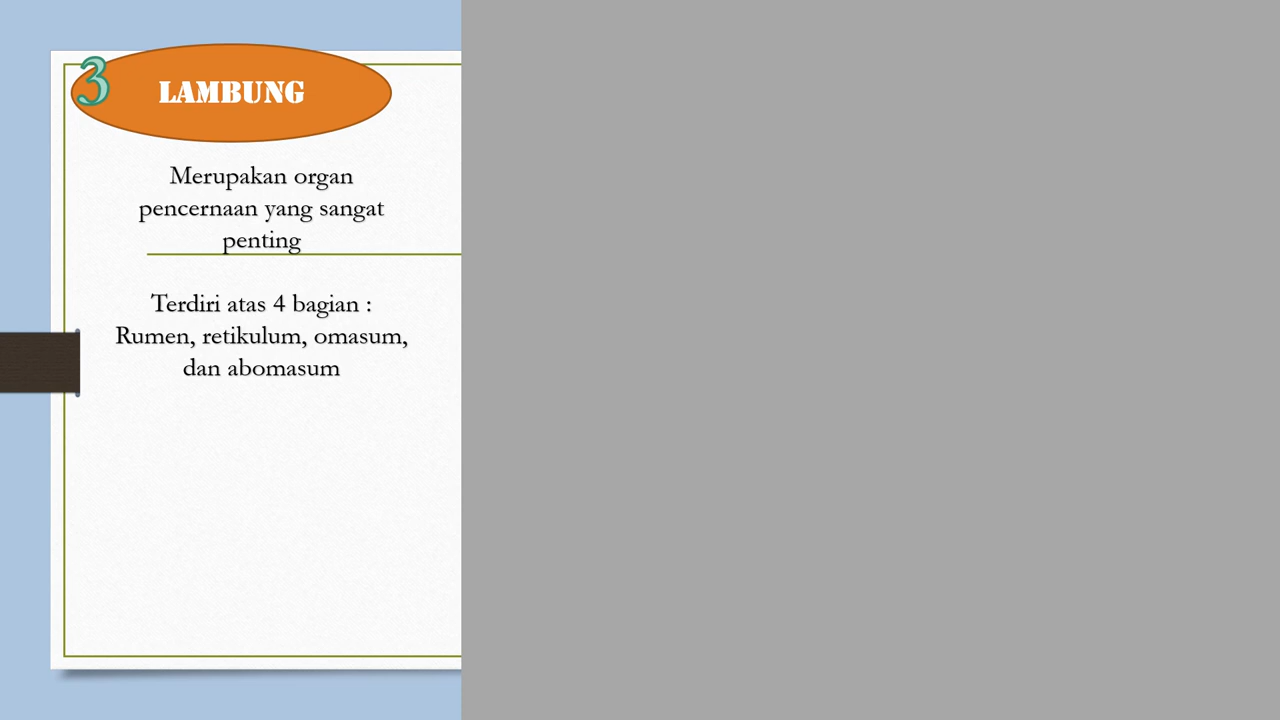 3
LAMBUNG
Merupakan organ
pencernaan yang sangat
penting
Terdiri atas 4 bagian :
Rumen, retikulum, omasum,
dan abomasum